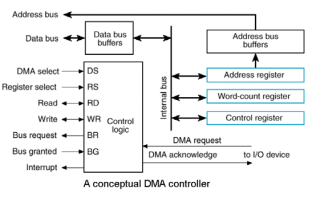 Address bus
Data bus
Data bus
buffers
Address bus
buffers
Internal bus
Address register
Word-count register
Control register
DMA select
DS
Register select
RS
Read
RD
Write
WR
Bus request
BR
Bus granted
BG
Interrupt
Control
logic
DMA request
DMA acknowledge
to I/O device
A conceptual DMA controller